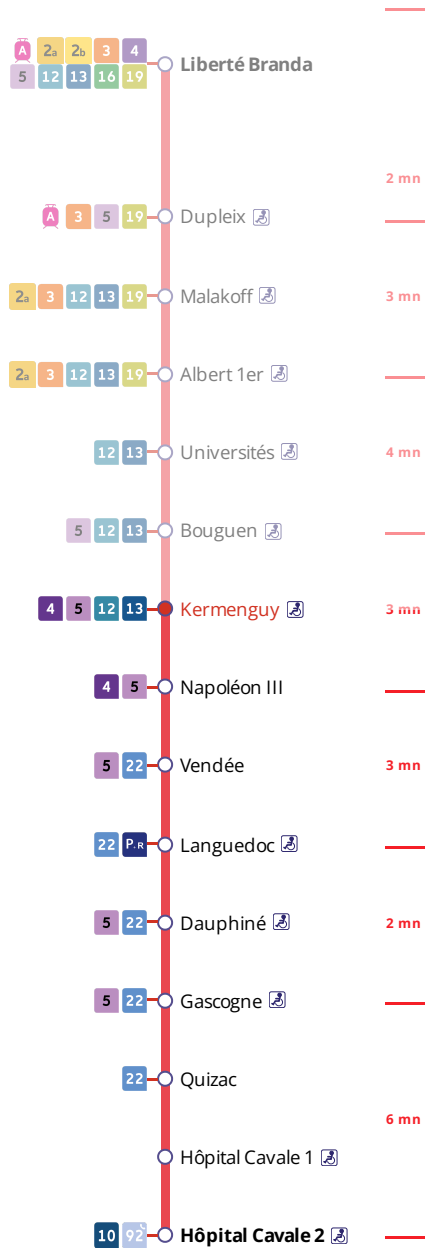 A 2a 2b 3 4
5 12 13 16 19
Liberté Branda
2 mn
A 3 5 19 Dupleix
2a 3 12 13 19 Malakoff 3 mn
2a 3 12 13 19 Albert 1er
12 13 Universités 4 mn
5 12 13 Bouguen
4 5 12 13 Kermenguy 3 mn
4 5 Napoléon III
5 22 Vendée 3 mn
22 P+R Languedoc
5 22 Dauphiné 2 mn
5 22 Gascogne
22 Quizac
6 mn
Hôpital Cavale 1
10 92 Hôpital Cavale 2